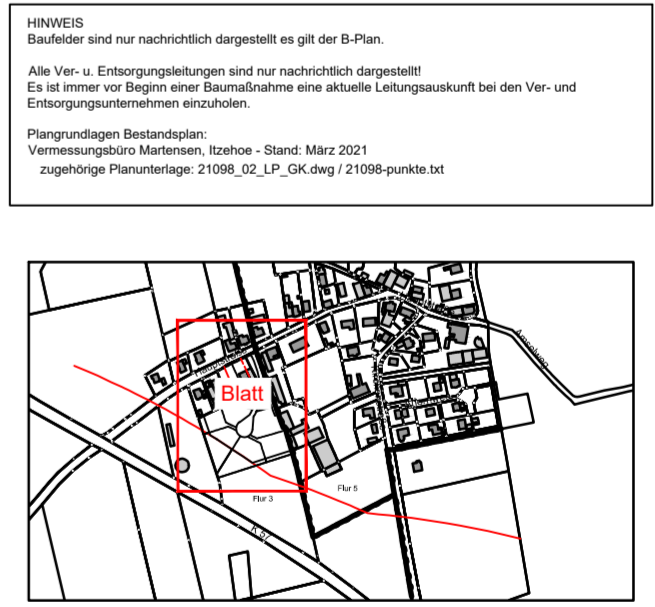 HINWEIS
Baufelder sind nur nachrichtlich dargestellt es gilt der B-Plan.
Alle Ver- u. Entsorgungsleitungen sind nur nachrichtlich dargestellt!
Es ist immer vor Beginn einer Baumaßnahme eine aktuelle Leitungsauskunft bei den Ver- und
Entsorgungsunternehmen einzuholen.
Plangrundlagen Bestandsplan:
Vermessungsbüro Martensen, Itzehoe - Stand: März 2021
zugehörige Planunterlage: 21098_02_LP_GK.dwg / 21098-punkte.txt
Amselweg
Blatt
Flur 5
Flur 3
K 57